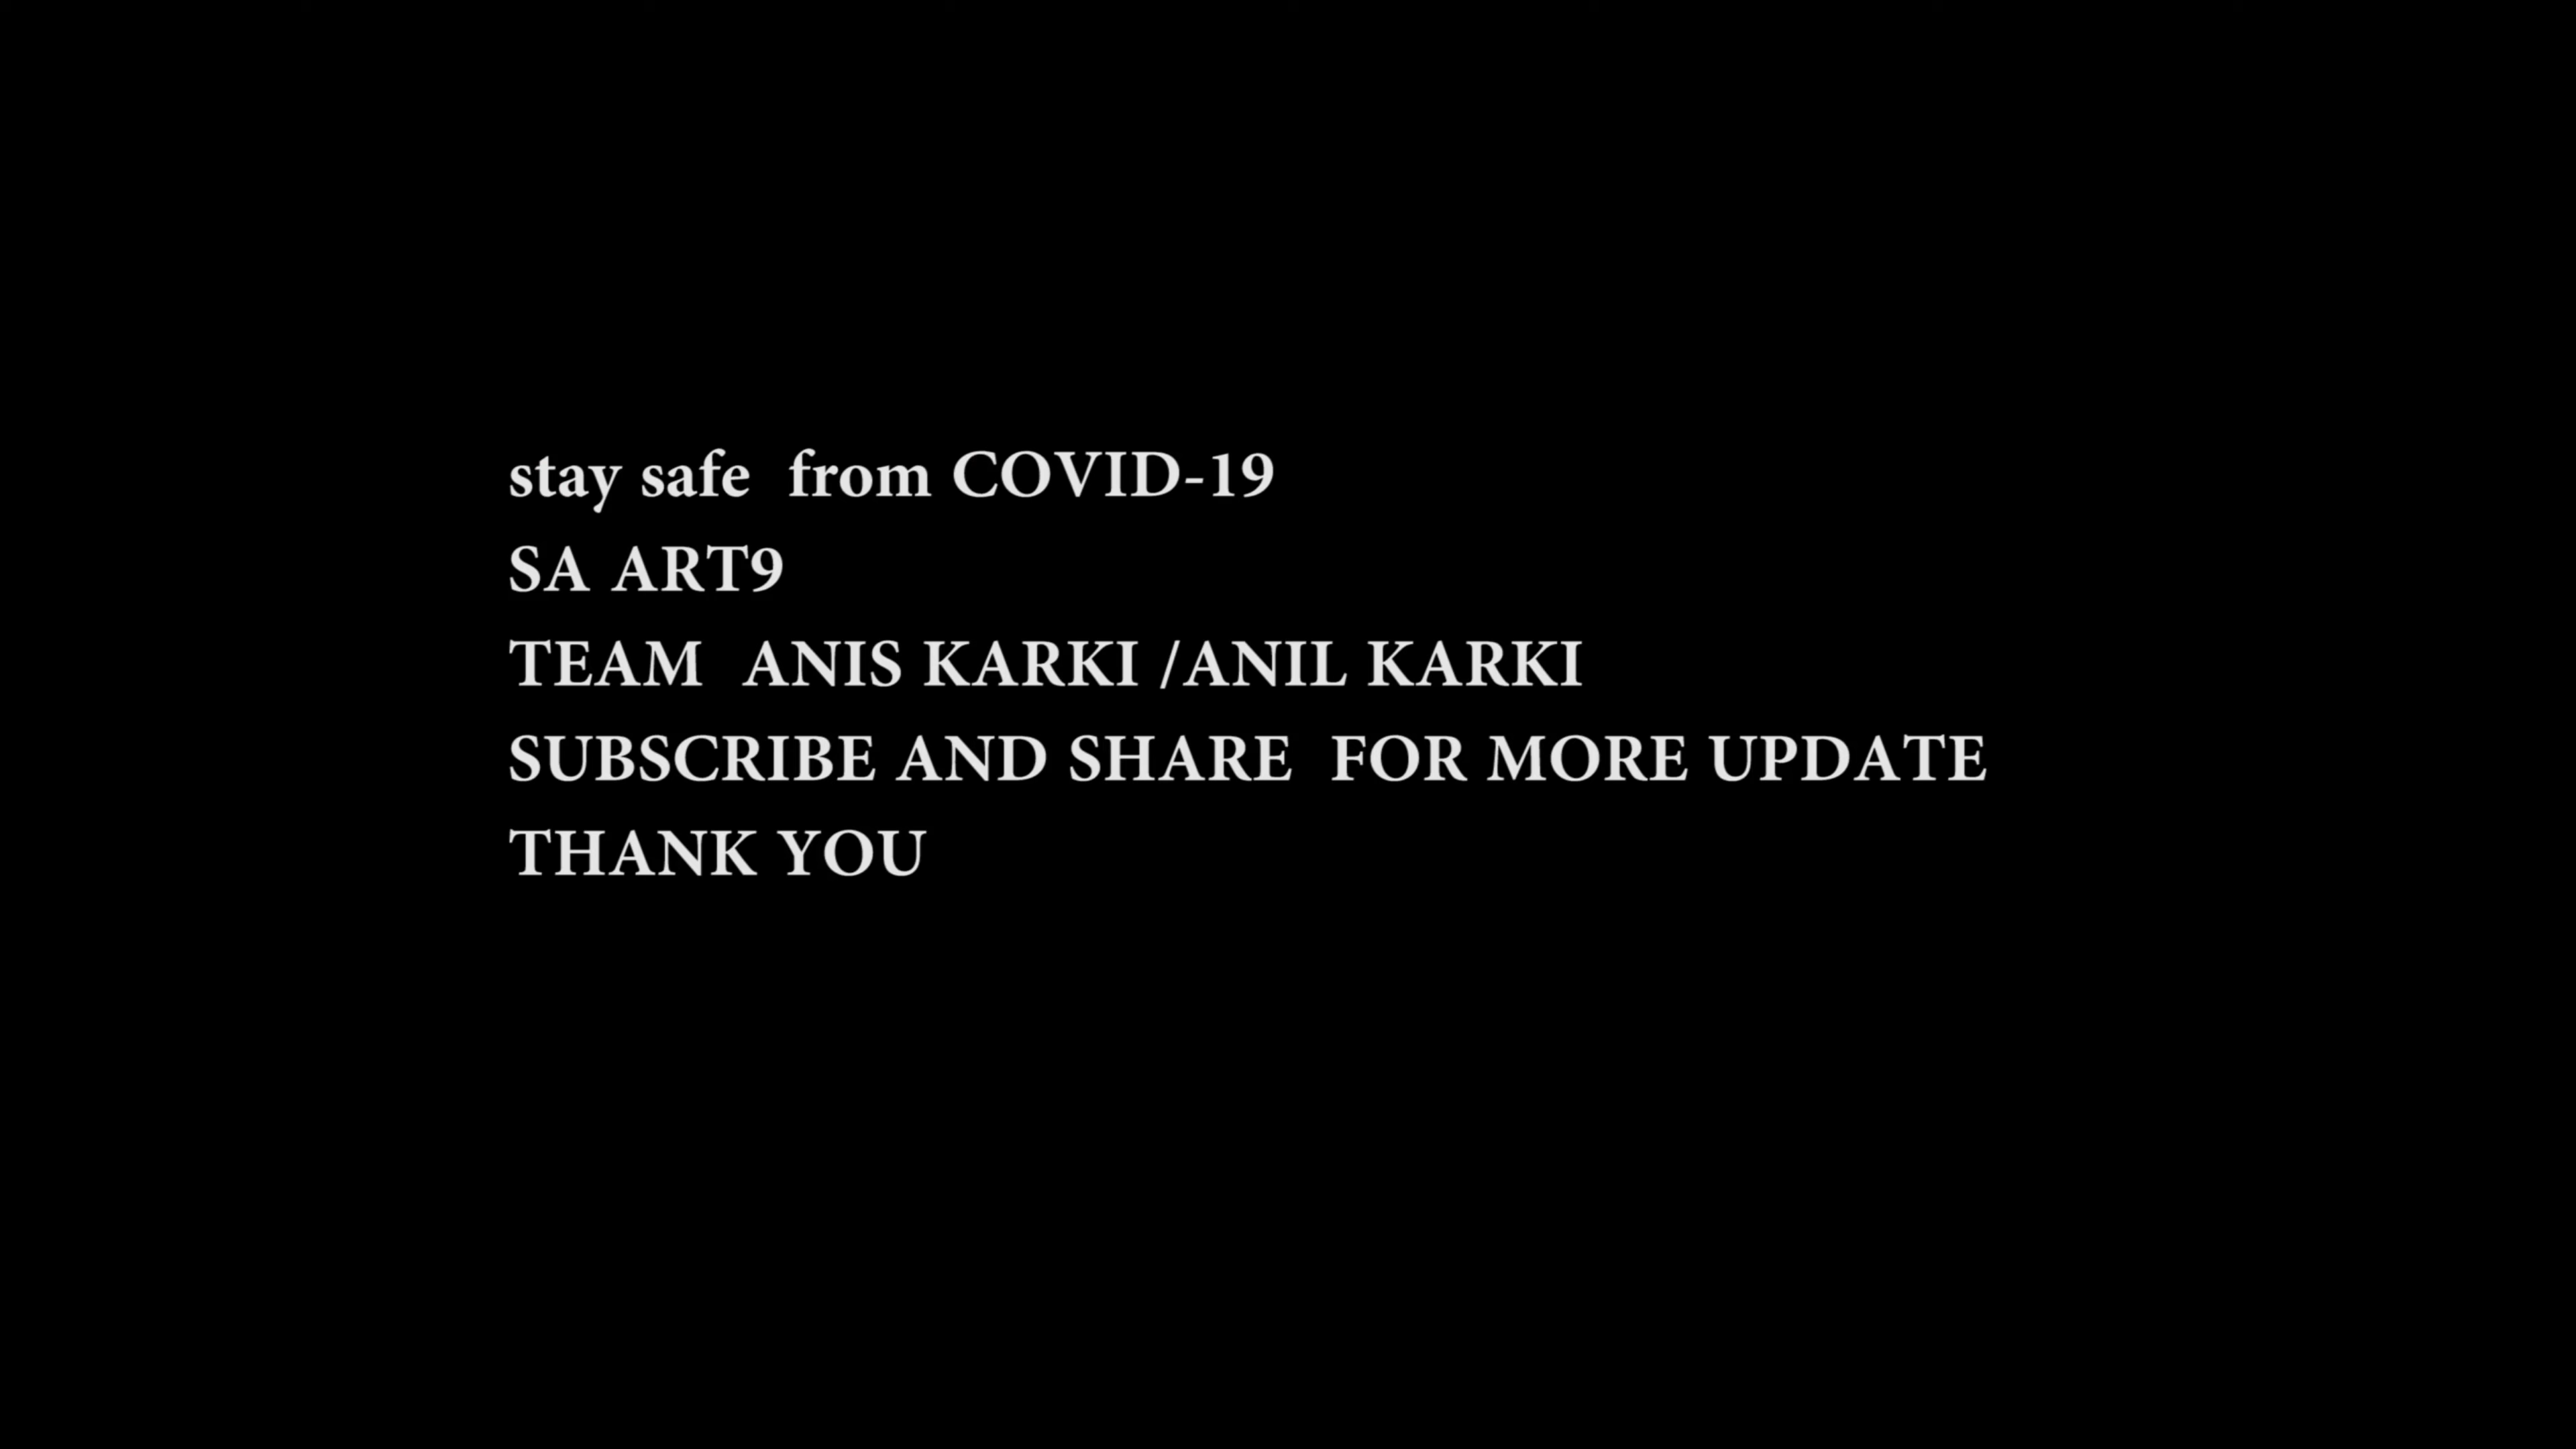 stay safe  from COVID-19
SA ART9
TEAM  ANIS KARKI /ANIL KARKI
SUBSCRIBE AND SHARE  FOR MORE UPDATE
THANK YOU